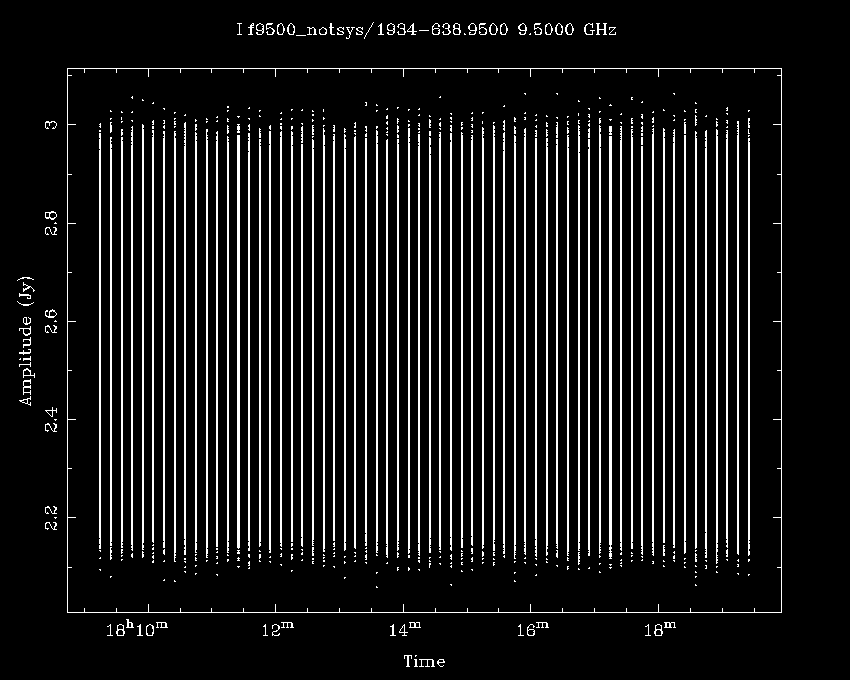 I f9500_notsys/1934-638.9500 9.5000 GHz
3
2.8
2.6
2.4
2.2
Amplitude (Jy)
18h10m 12m 14m 16m 18m
Time